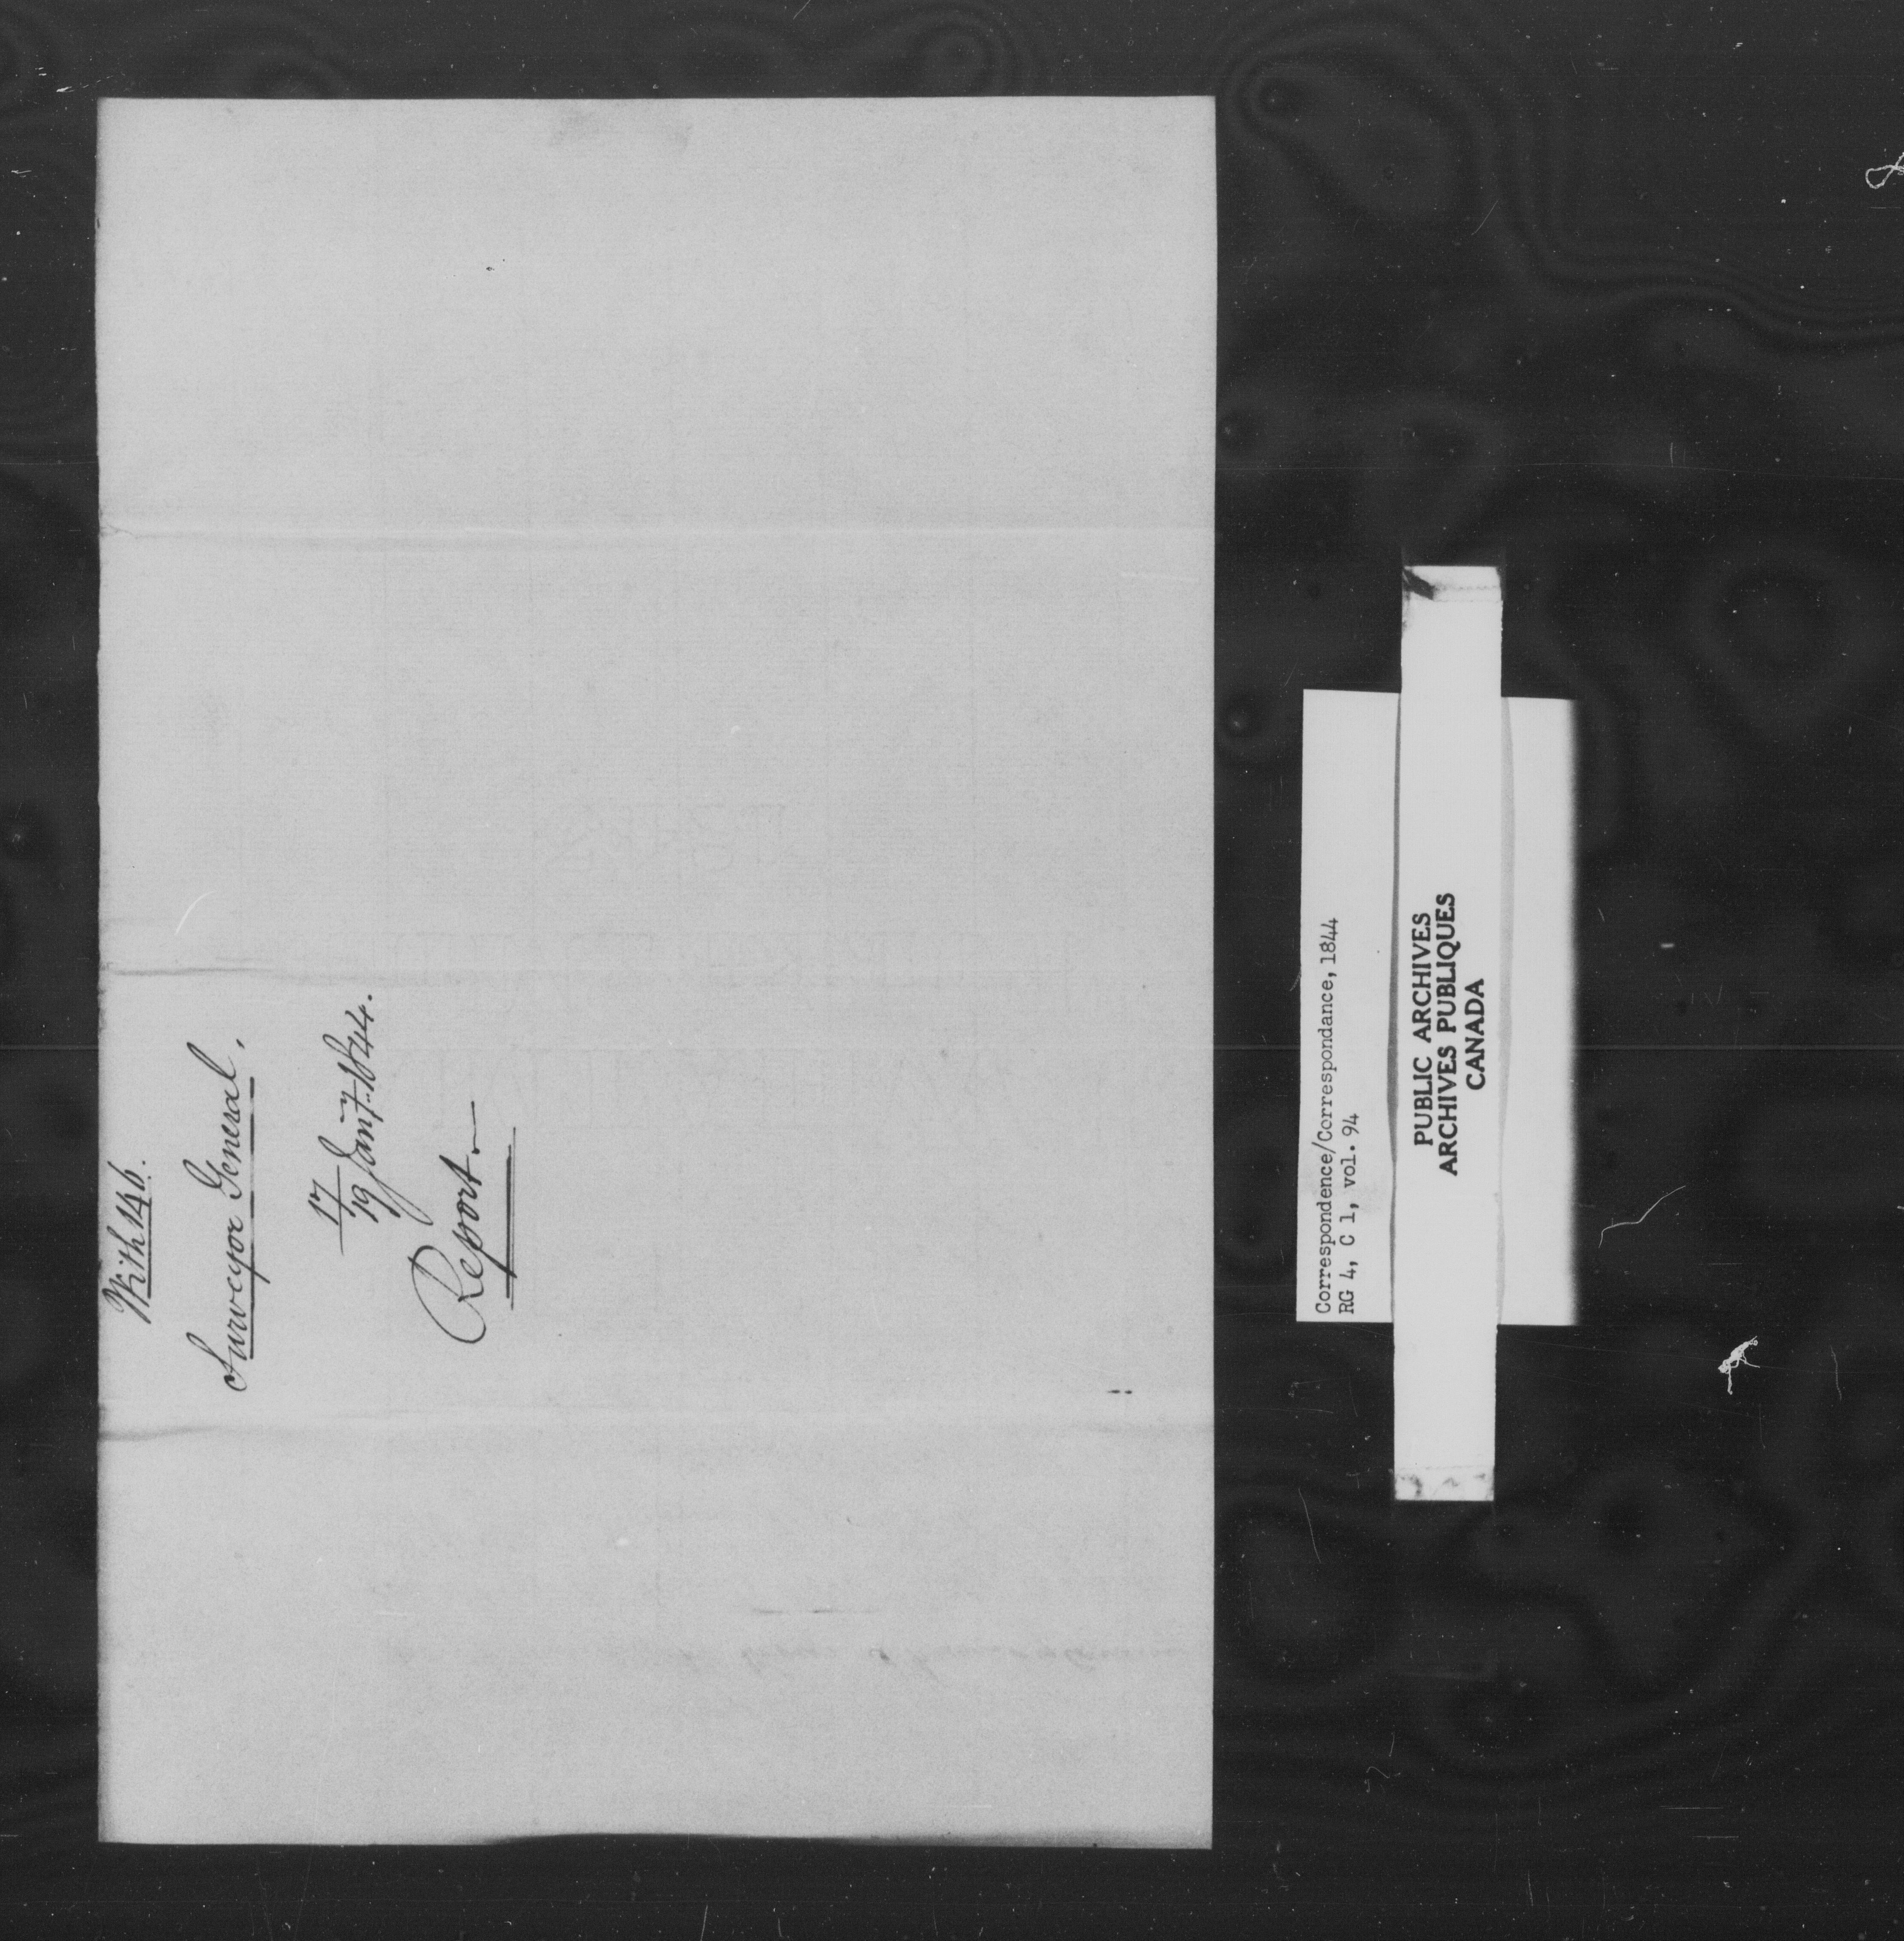 With 146.
Surveyor General.
17/19 Jany. 1844.
Report.
Correspondence/Correspondance, 1844
RG 4, C 1, vol. 94
PUBLIC ARCHIVES
ARCHIVES PUBLIQUES
CANADA